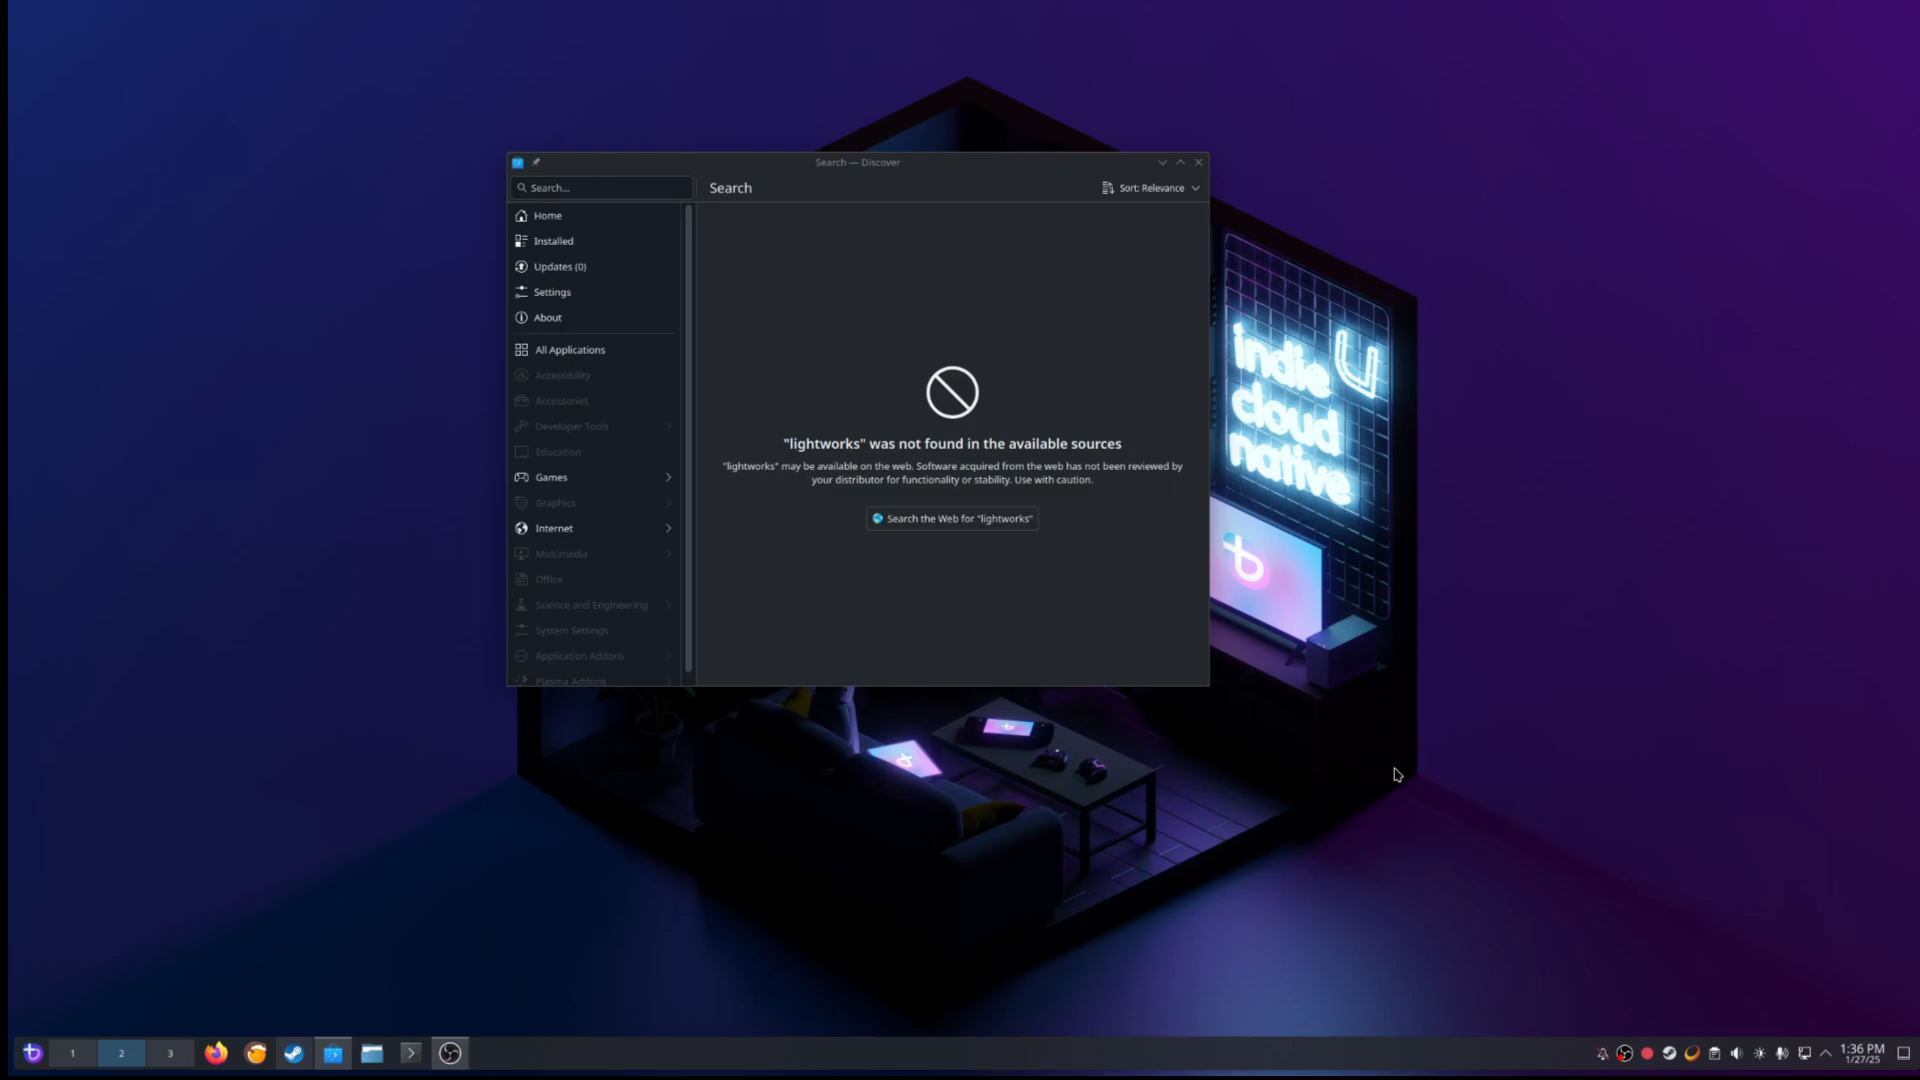 Search — Discover
Search...
Search
Sort: Relevance
Home
Installed
Updates (0)
Settings
About
All Applications
Accessibility
Accessories
Developer Tools
Education
Games
Graphics
Internet
Multimedia
Office
Science and Engineering
System Settings
Application Addons
Plasma Addons
"lightworks" was not found in the available sources
"lightworks" may be available on the web. Software acquired from the web has not been reviewed by
your distributor for functionality or stability. Use with caution.
Search the Web for "lightworks"
indie
cloud
native
1
2
3
1:36 PM
1/27/25